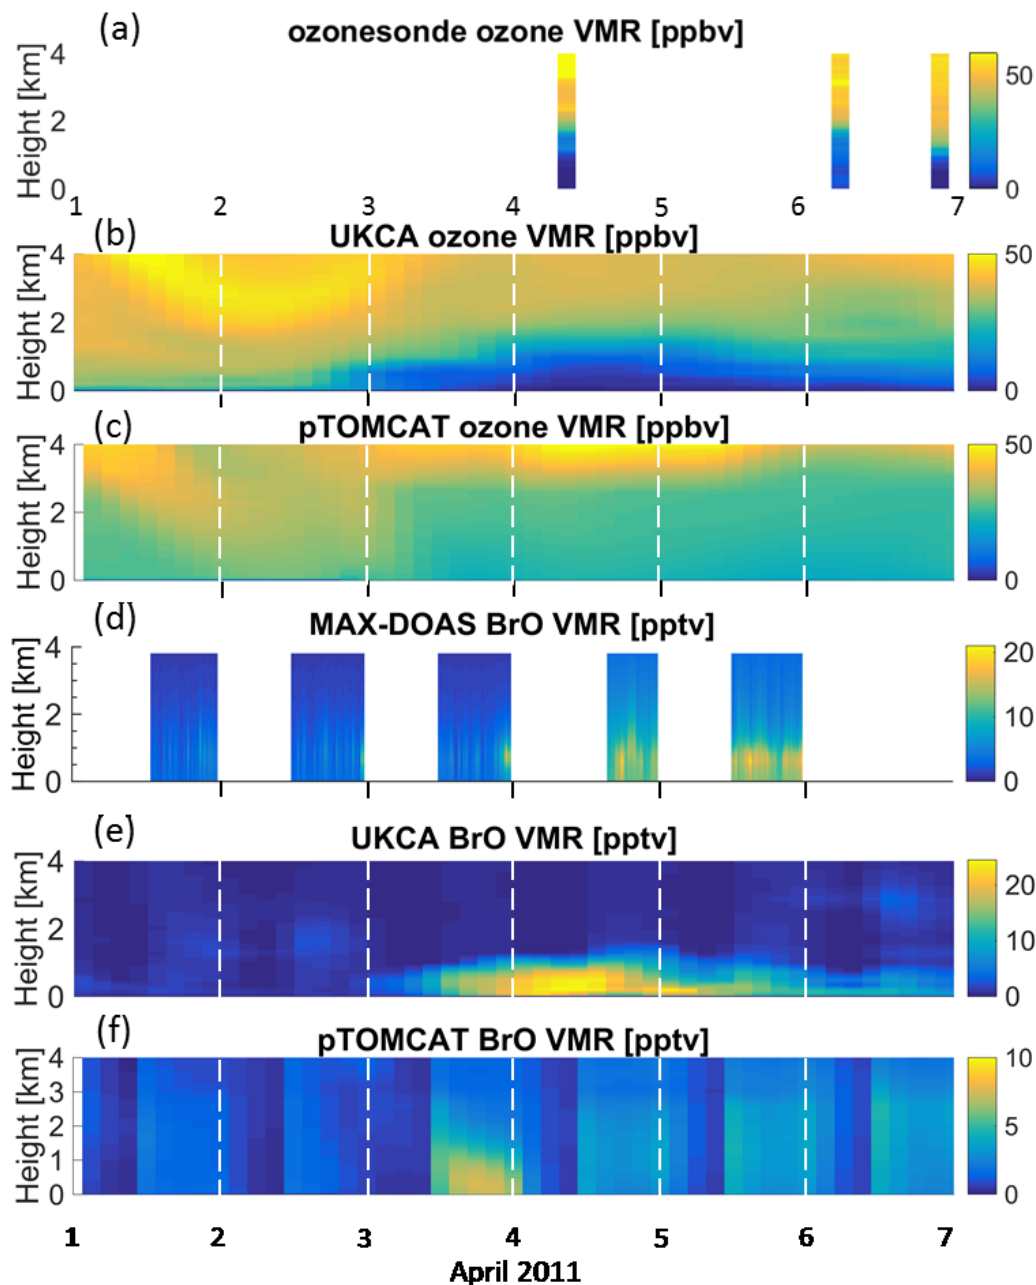 (a)
ozonesonde ozone VMR [ppbv]
Height [km]
4
2
0
50
0
1 2 3 4 5 6 7
(b)
UKCA ozone VMR [ppbv]
Height [km]
4
2
0
50
0
(c)
pTOMCAT ozone VMR [ppbv]
Height [km]
4
2
0
50
0
(d)
MAX-DOAS BrO VMR [pptv]
Height [km]
4
2
0
20
10
0
(e)
UKCA BrO VMR [pptv]
Height [km]
4
2
0
20
10
0
(f)
pTOMCAT BrO VMR [pptv]
Height [km]
4
3
2
1
0
10
5
0
1 2 3 4 5 6 7
April 2011